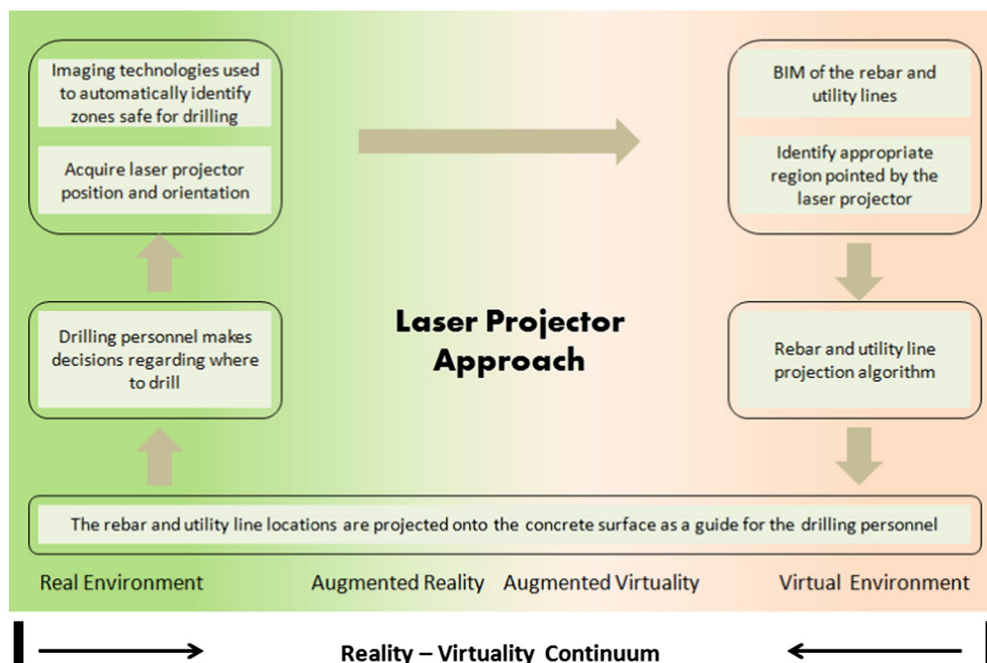 Imaging technologies used
to automatically identify
zones safe for drilling
Acquire laser projector
position and orientation
BIM of the rebar and
utility lines
Identify appropriate
region pointed by the
laser projector
Drilling personnel makes
decisions regarding where
to drill
Laser Projector
Approach
Rebar and utility line
projection algorithm
The rebar and utility line locations are projected onto the concrete surface as a guide for the drilling personnel
Real Environment
Augmented Reality
Augmented Virtuality
Virtual Environment
Reality – Virtuality Continuum